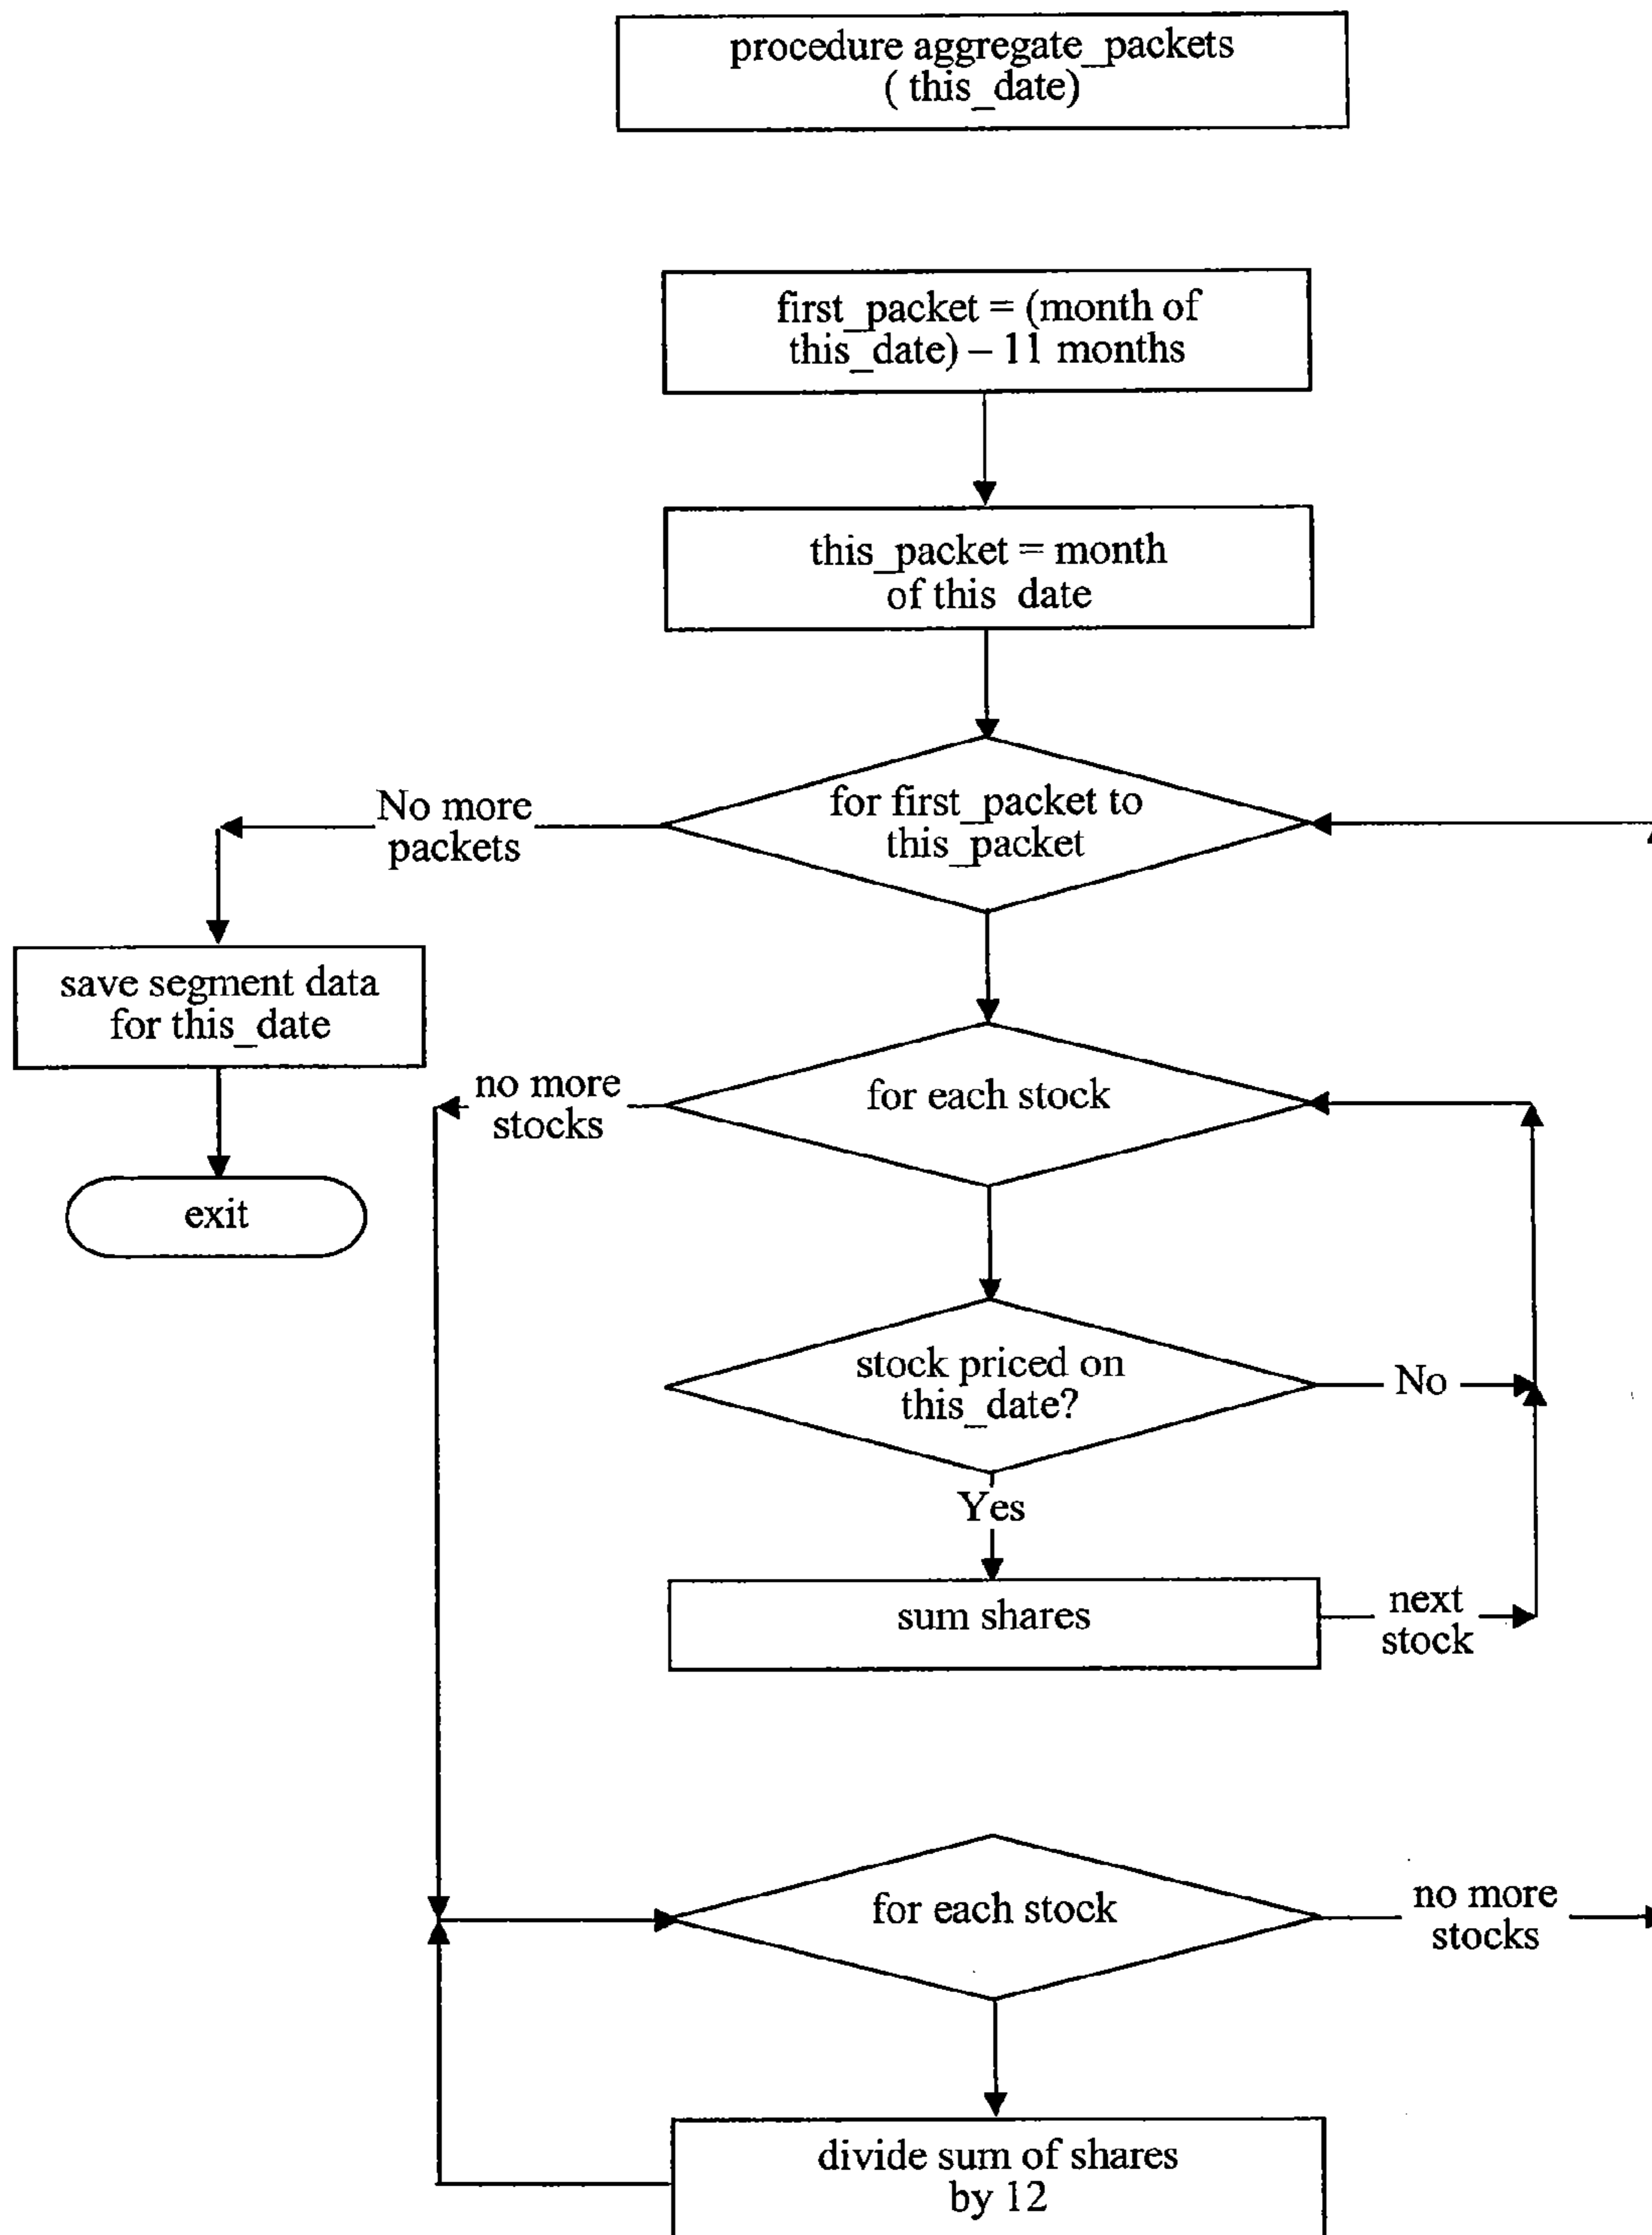 procedure aggregate_packets
( this_date)
first_packet = (month of
this_date) – 11 months
this_packet = month
of this date
for first_packet to
this_packet
No more
packets
save segment data
for this_date
exit
for each stock
no more
stocks
stock priced on
this_date?
No
Yes
sum shares
next
stock
for each stock
no more
stocks
divide sum of shares
by 12